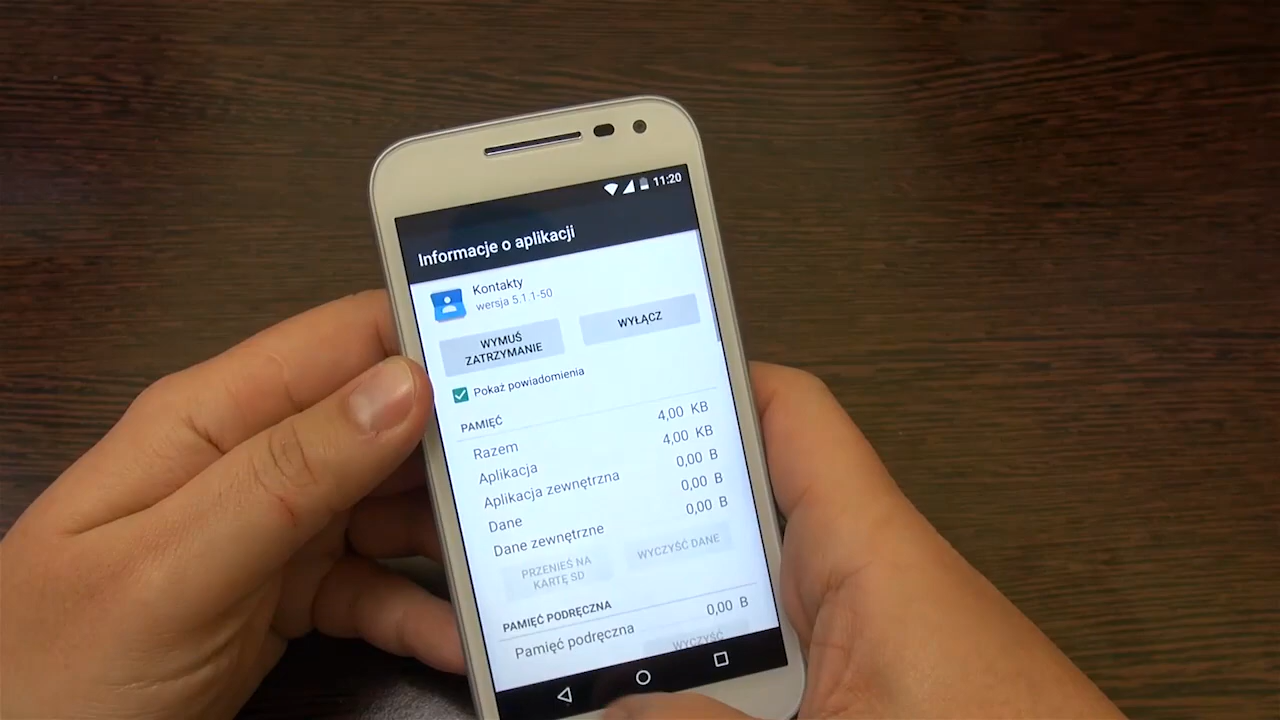 11:20
Informacje o aplikacji
Kontakty
wersja 5.1.1-50
WYMUŚ
ZATRZYMANIE
WYŁĄCZ
Pokaż powiadomienia
PAMIĘĆ
Razem 4,00 KB
Aplikacja 4,00 KB
Aplikacja zewnętrzna 0,00 B
Dane 0,00 B
Dane zewnętrzne 0,00 B
PRZENIEŚ NA
KARTĘ SD
WYCZYŚĆ DANE
PAMIĘĆ PODRĘCZNA
Pamięć podręczna 0,00 B
WYCZYŚĆ